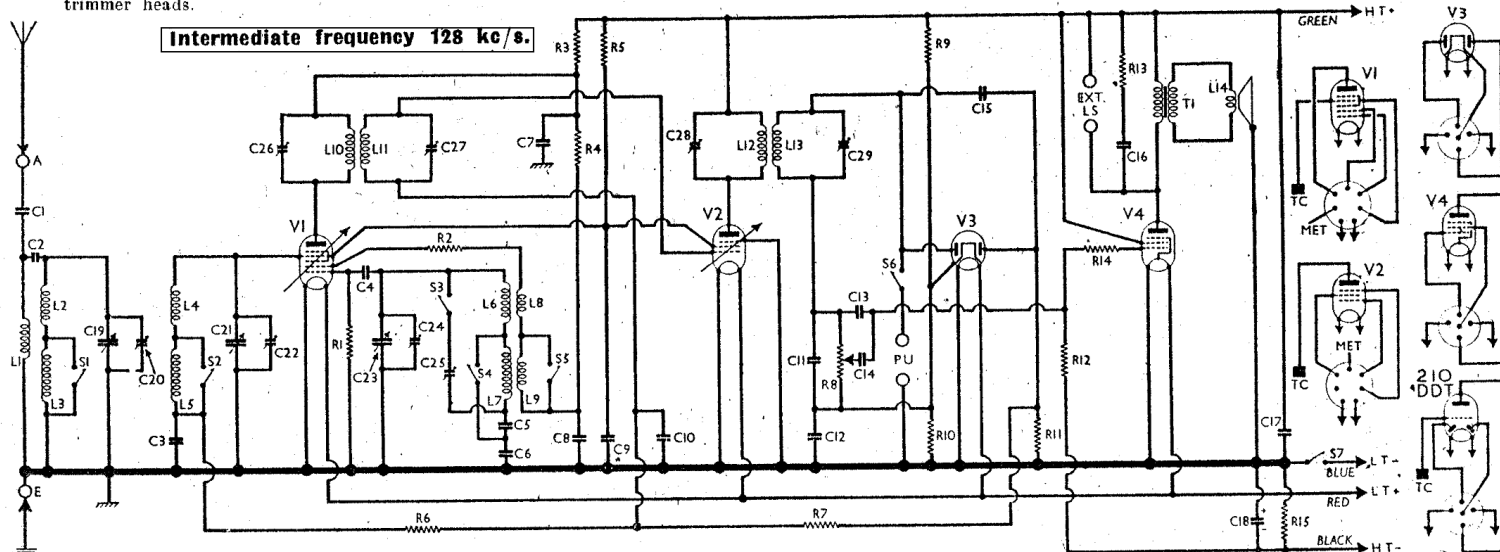 trimmer heads.
Intermediate frequency 128 kc/s.
GREEN
HT+
V3
R3
R5
R9
R13
EXT.
LS
T1
L14
V1
C15
C26
L10
L11
C27
C7
R4
C28
L12
L13
C29
C16
TC
MET
A
C1
V1
V2
V3
V4
V4
R2
R14
C2
S6
V2
L2
L4
C4
S3
L6
L8
C13
L1
C19
C20
S1
C21
C22
S2
R1
C23
C24
C25
S4
S5
C11
R8
C14
PU
R12
MET
TC
L3
L5
L7
L9
210
DDT
C3
C5
C6
C8
C9
C10
C12
R10
R11
C17
S7
LT-
BLUE
E
RED
LT+
TC
R6
R7
C18
+
-
R15
BLACK
HT-